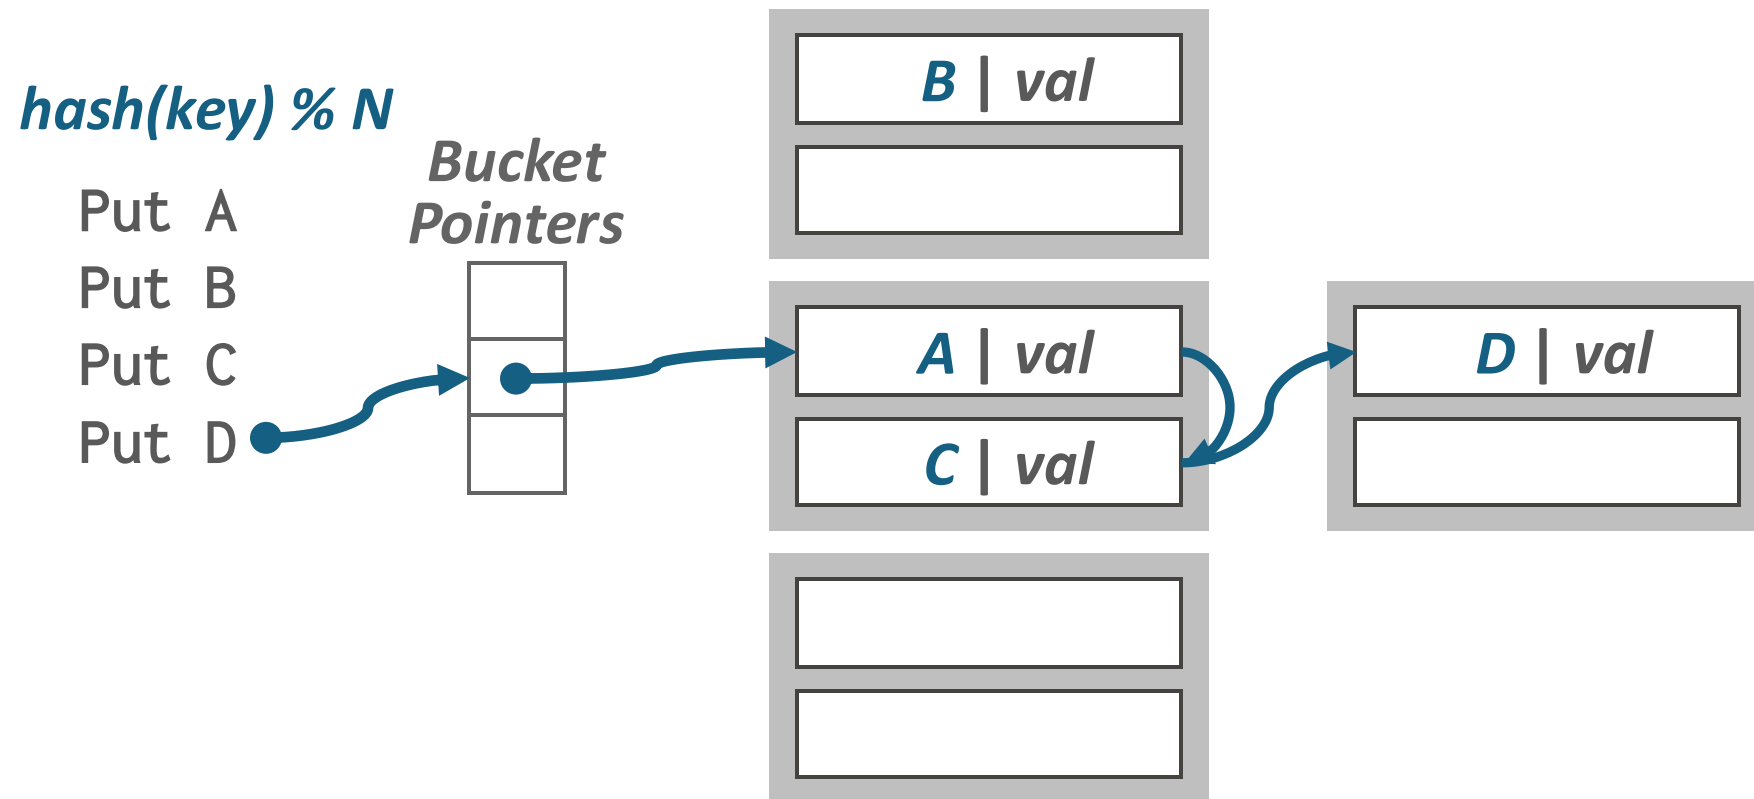 hash(key) % N
Put A
Put B
Put C
Put D
Bucket
Pointers
B | val
A | val
C | val
D | val